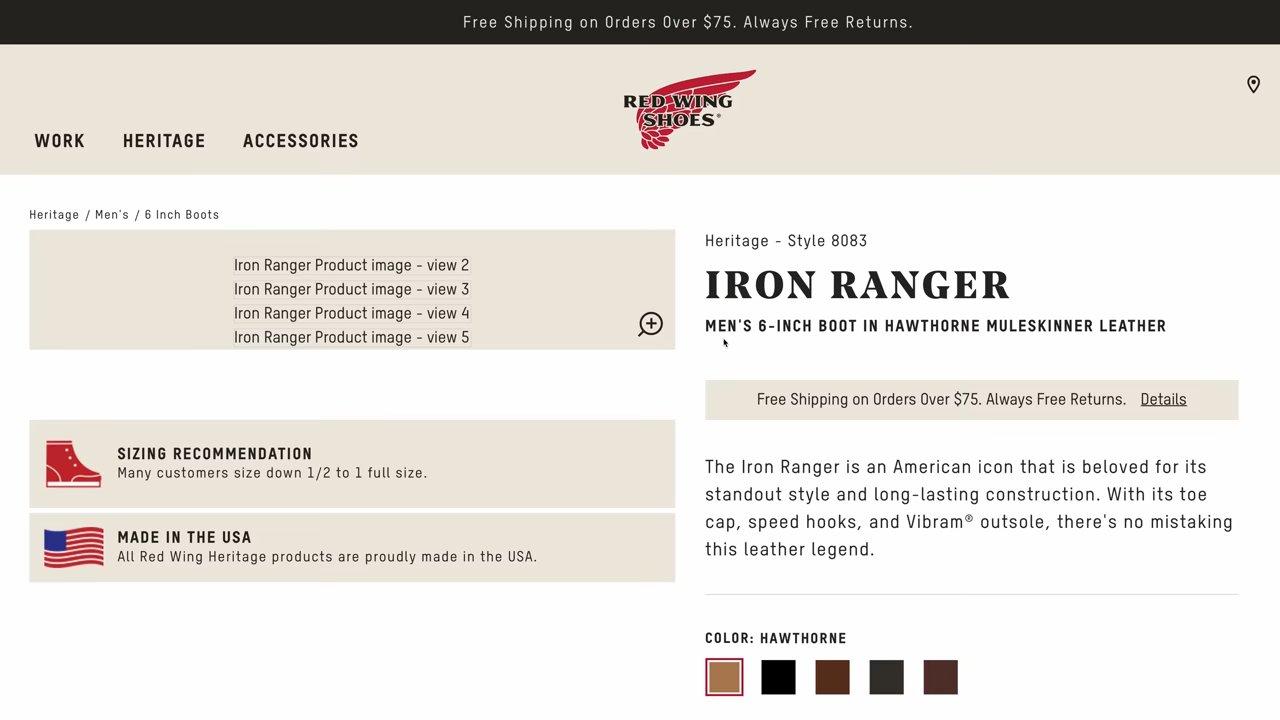 Free Shipping on Orders Over $75. Always Free Returns.
RED WING
SHOES®
WORK HERITAGE ACCESSORIES
Heritage / Men's / 6 Inch Boots
Iron Ranger Product image - view 2
Iron Ranger Product image - view 3
Iron Ranger Product image - view 4
Iron Ranger Product image - view 5
SIZING RECOMMENDATION
Many customers size down 1/2 to 1 full size.
MADE IN THE USA
All Red Wing Heritage products are proudly made in the USA.
Heritage - Style 8083
IRON RANGER
MEN'S 6-INCH BOOT IN HAWTHORNE MULESKINNER LEATHER
Free Shipping on Orders Over $75. Always Free Returns. Details
The Iron Ranger is an American icon that is beloved for its
standout style and long-lasting construction. With its toe
cap, speed hooks, and Vibram® outsole, there's no mistaking
this leather legend.
COLOR: HAWTHORNE